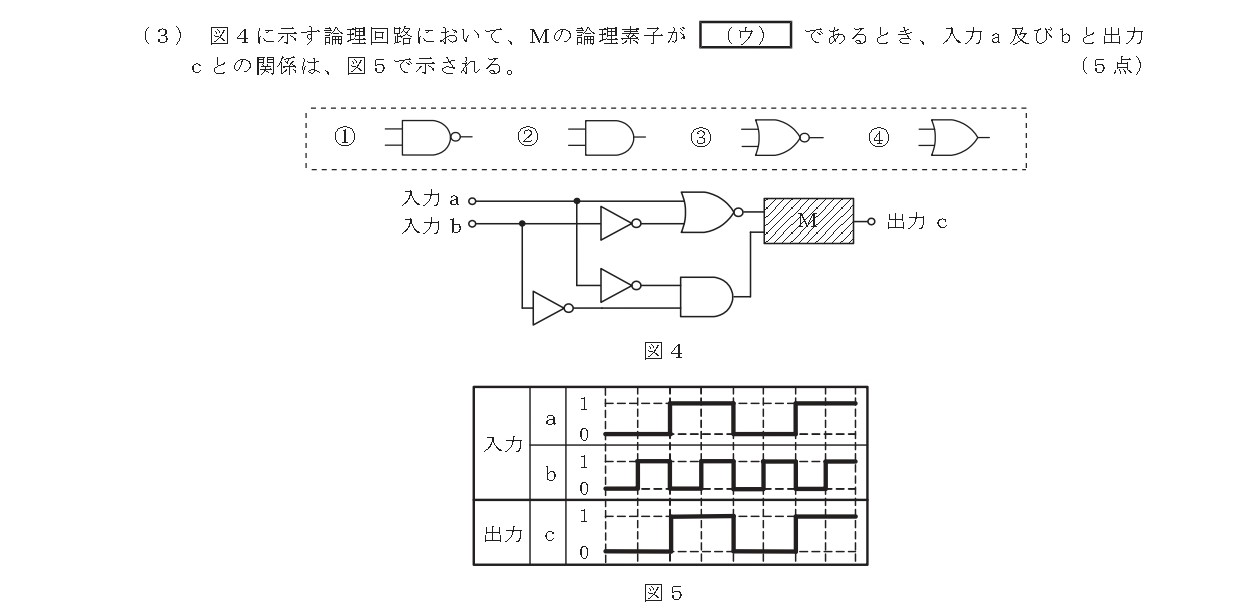 (3) 図4に示す論理回路において、Mの論理素子が (ウ) であるとき、入力a及びbと出力
cとの関係は、図5で示される。 (5点)
① ② ③ ④
入力 a
入力 b
M
出力 c
図4
入力
a
1
0
b
1
0
出力
c
1
0
図5